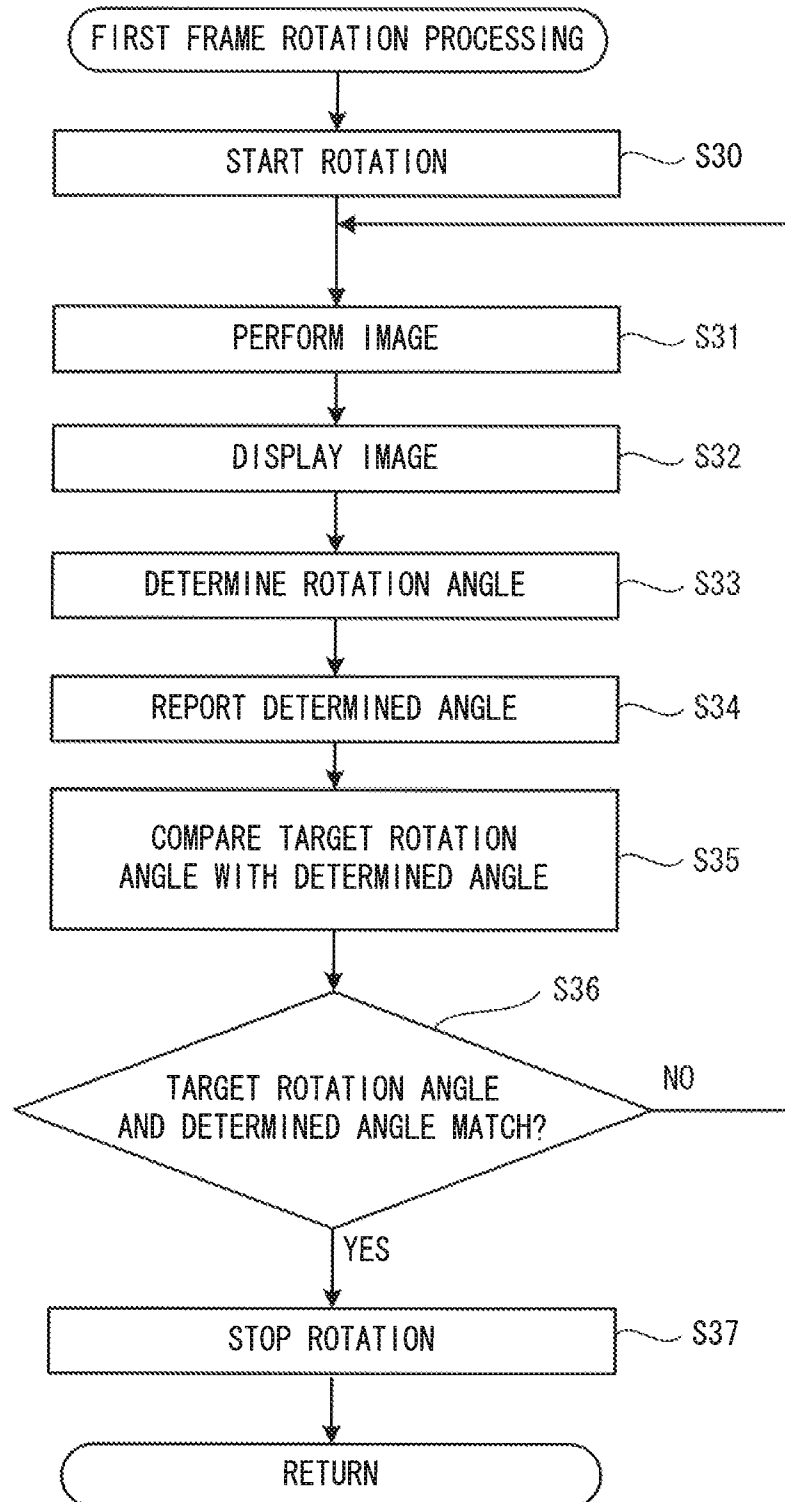 FIRST FRAME ROTATION PROCESSING
START ROTATION
S30
PERFORM IMAGE
S31
DISPLAY IMAGE
S32
DETERMINE ROTATION ANGLE
S33
REPORT DETERMINED ANGLE
S34
COMPARE TARGET ROTATION
ANGLE WITH DETERMINED ANGLE
S35
S36
TARGET ROTATION ANGLE
AND DETERMINED ANGLE MATCH?
NO
YES
STOP ROTATION
S37
RETURN